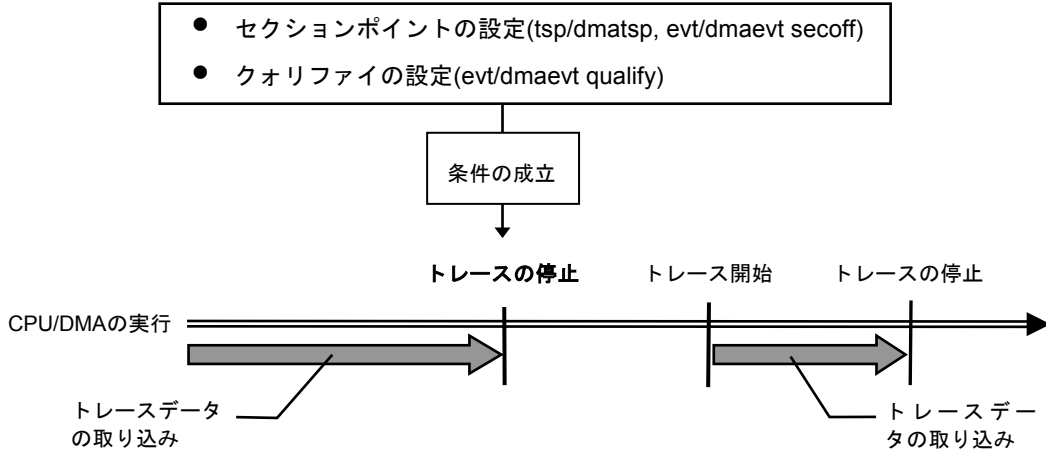 ● セクションポイントの設定(tsp/dmatsp, evt/dmaevt secoff)
● クォリファイの設定(evt/dmaevt qualify)
条件の成立
トレースの停止
トレース開始
トレースの停止
CPU/DMAの実行
トレースデータ
の取り込み
トレースデー
タの取り込み